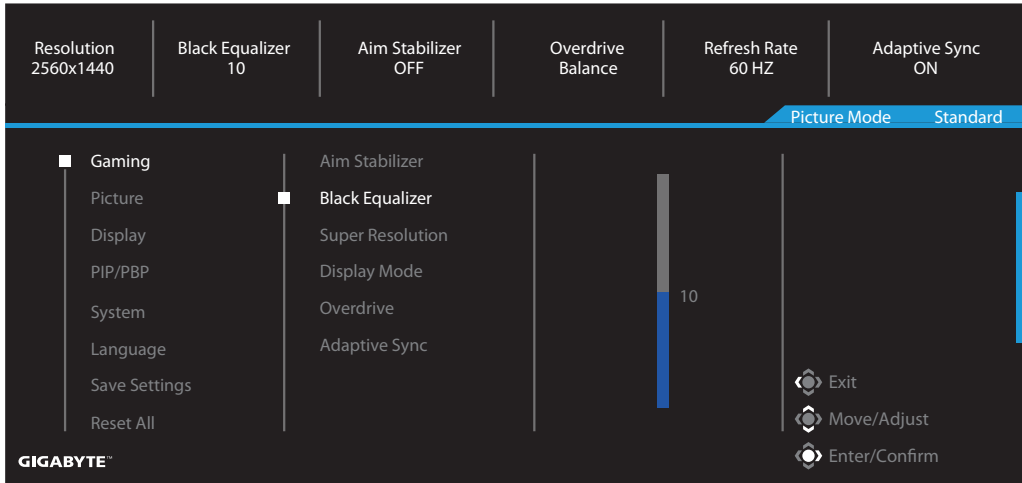 Resolution
2560x1440
Black Equalizer
10
Aim Stabilizer
OFF
Overdrive
Balance
Refresh Rate
60 HZ
Adaptive Sync
ON
Picture Mode Standard
Gaming
Picture
Display
PIP/PBP
System
Language
Save Settings
Reset All
Aim Stabilizer
Black Equalizer
Super Resolution
Display Mode
Overdrive
Adaptive Sync
10
Exit
Move/Adjust
Enter/Confirm
GIGABYTE™